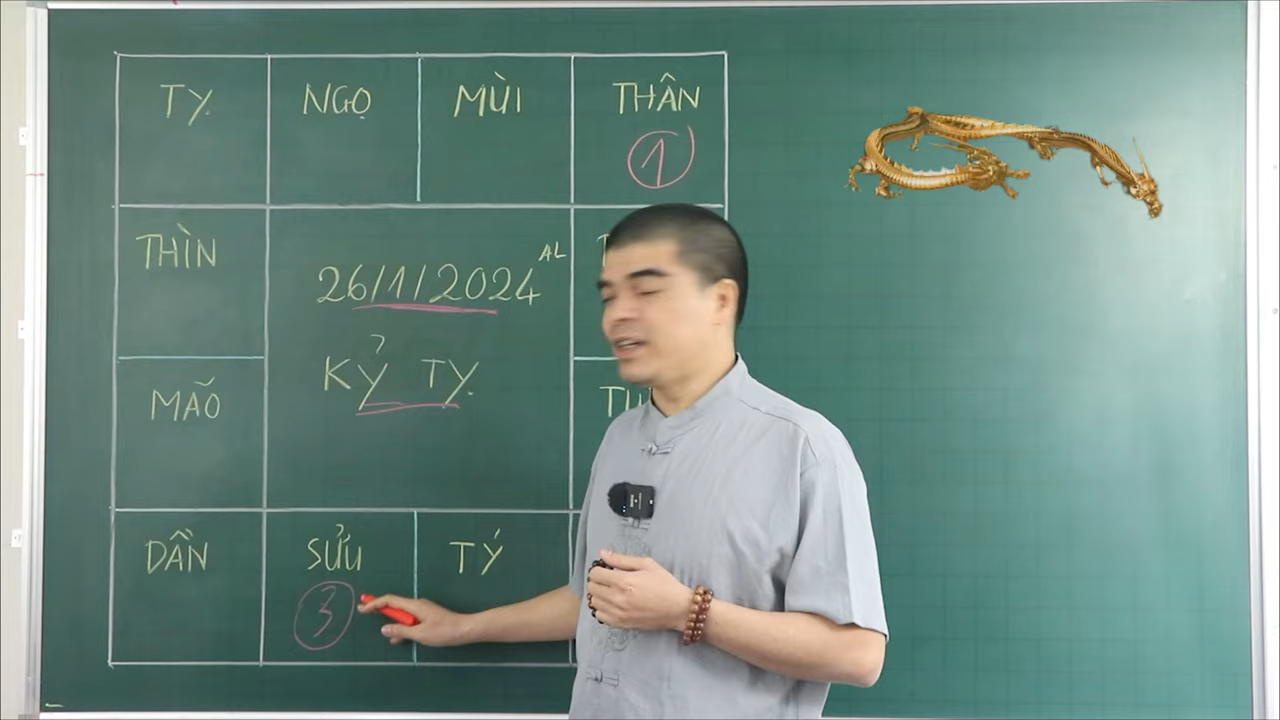 TỴ NGỌ MÙI THÂN
1
THÌN
26/1/2024 AL
KỶ TỴ
MÃO
DẦN SỬU TÝ
3